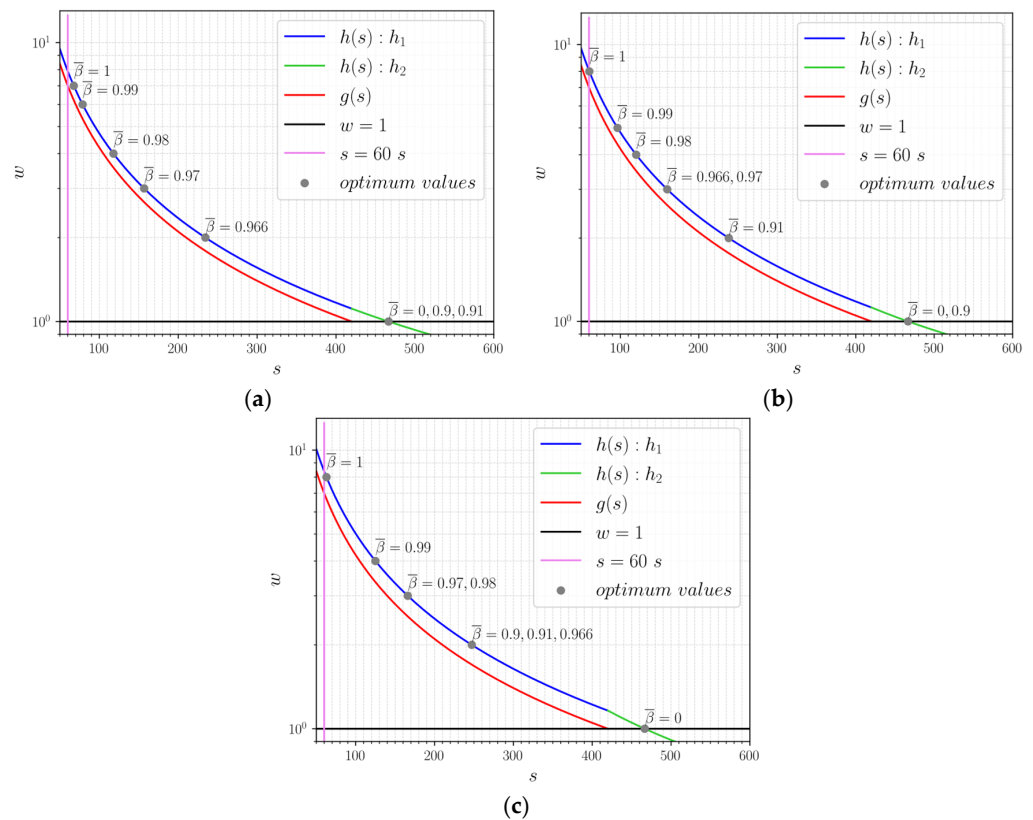 10¹
w
10⁰
β̅ = 1
β̅ = 0.99
β̅ = 0.98
β̅ = 0.97
β̅ = 0.966
β̅ = 0, 0.9, 0.91
h(s) : h₁
h(s) : h₂
g(s)
w = 1
s = 60 s
optimum values
100 200 300 400 500 600
s
(a)
10¹
w
10⁰
β̅ = 1
β̅ = 0.99
β̅ = 0.98
β̅ = 0.966, 0.97
β̅ = 0.91
β̅ = 0, 0.9
h(s) : h₁
h(s) : h₂
g(s)
w = 1
s = 60 s
optimum values
100 200 300 400 500 600
s
(b)
10¹
w
10⁰
β̅ = 1
β̅ = 0.99
β̅ = 0.97, 0.98
β̅ = 0.9, 0.91, 0.966
β̅ = 0
h(s) : h₁
h(s) : h₂
g(s)
w = 1
s = 60 s
optimum values
100 200 300 400 500 600
s
(c)